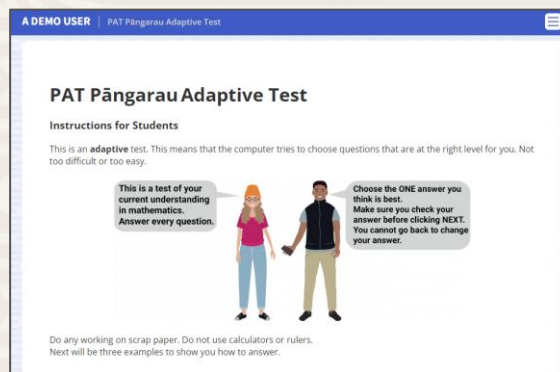 A DEMO USER | PAT Pāngarau Adaptive Test
PAT Pāngarau Adaptive Test
Instructions for Students
This is an adaptive test. This means that the computer tries to choose questions that are at the right level for you. Not
too difficult or too easy.
This is a test of your
current understanding
in mathematics.
Answer every question.
Choose the ONE answer you
think is best.
Make sure you check your
answer before clicking NEXT.
You cannot go back to change
your answer.
Do any working on scrap paper. Do not use calculators or rulers.
Next will be three examples to show you how to answer.